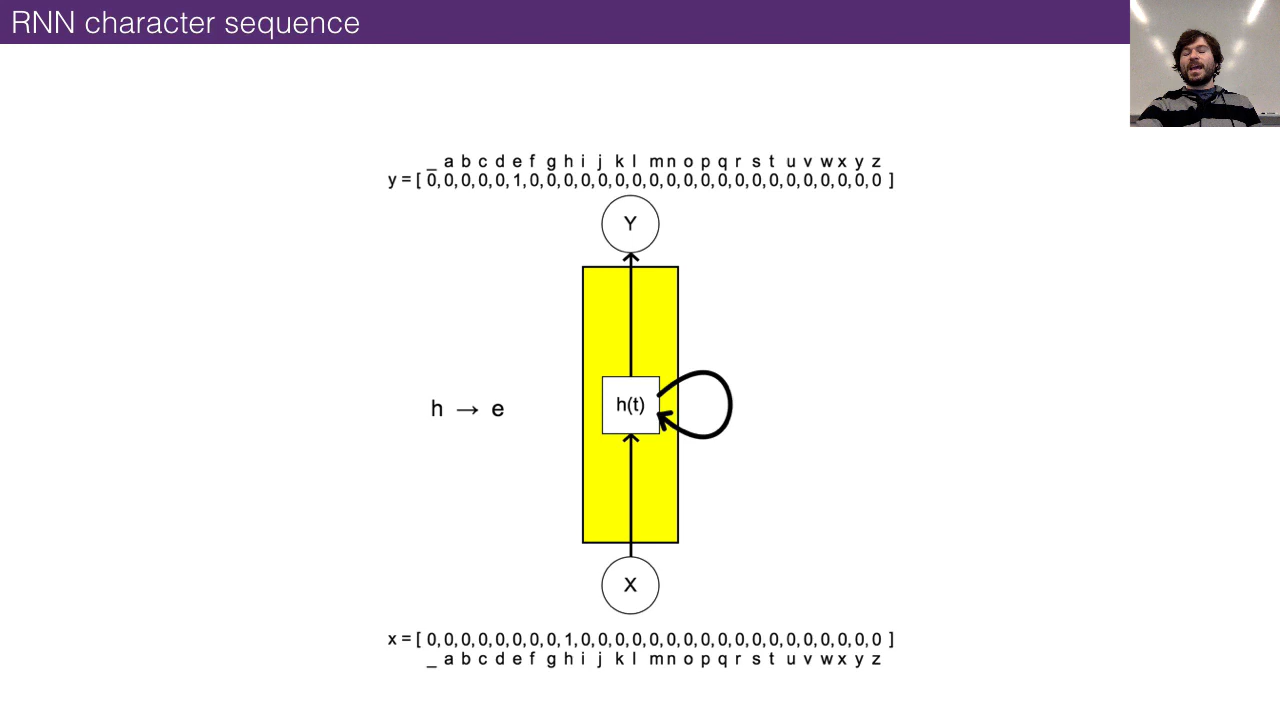 RNN character sequence
_ a b c d e f g h i j k l m n o p q r s t u v w x y z
y = [ 0, 0, 0, 0, 0, 1, 0, 0, 0, 0, 0, 0, 0, 0, 0, 0, 0, 0, 0, 0, 0, 0, 0, 0, 0, 0, 0 ]
Y
h(t)
h → e
X
x = [ 0, 0, 0, 0, 0, 0, 0, 0, 1, 0, 0, 0, 0, 0, 0, 0, 0, 0, 0, 0, 0, 0, 0, 0, 0, 0, 0 ]
_ a b c d e f g h i j k l m n o p q r s t u v w x y z